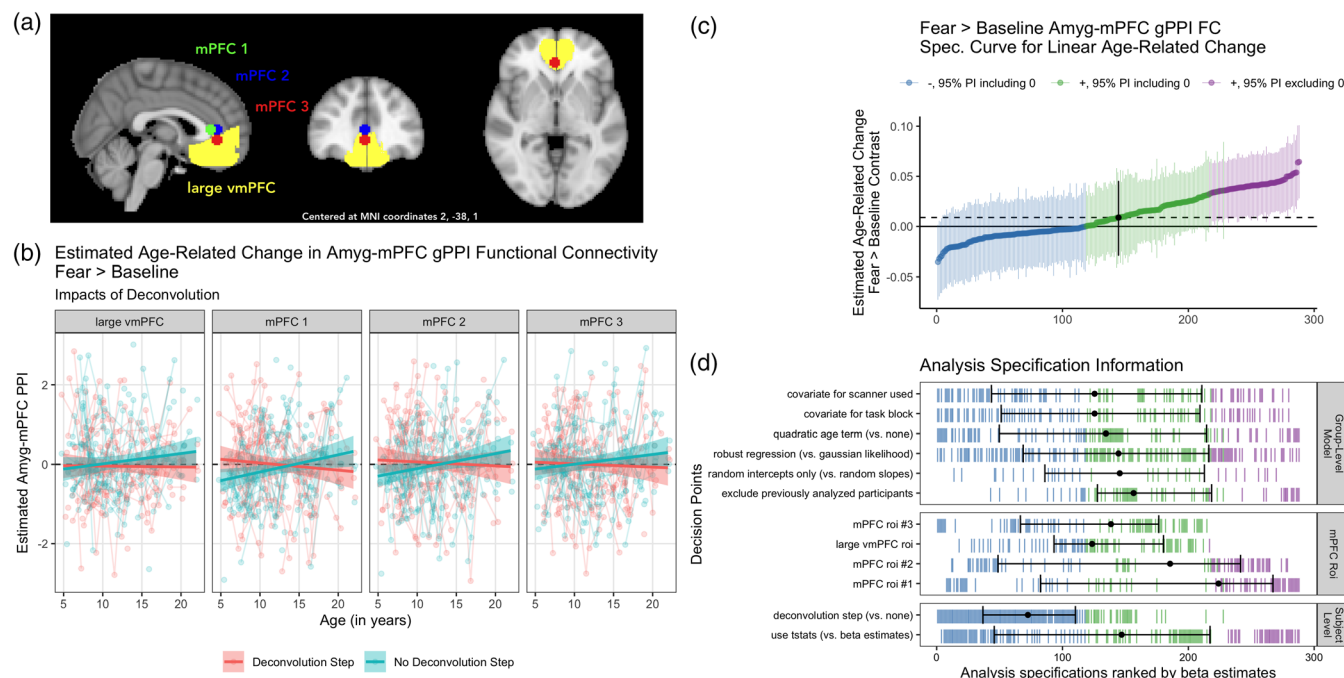 (a)
mPFC 1
mPFC 2
mPFC 3
large vmPFC
Centered at MNI coordinates 2, -38, 1
(b)
Estimated Age-Related Change in Amyg-mPFC gPPI Functional Connectivity
Fear > Baseline
Impacts of Deconvolution
large vmPFC
mPFC 1
mPFC 2
mPFC 3
Estimated Amyg-mPFC PPI
2
0
-2
5 10 15 20
5 10 15 20
5 10 15 20
5 10 15 20
Age (in years)
Deconvolution Step
No Deconvolution Step
(c)
Fear > Baseline Amyg-mPFC gPPI FC
Spec. Curve for Linear Age-Related Change
-, 95% PI including 0
+, 95% PI including 0
+, 95% PI excluding 0
Estimated Age-Related Change
Fear > Baseline Contrast
0.10
0.05
0.00
-0.05
0 100 200 300
(d)
Analysis Specification Information
Decision Points
covariate for scanner used
covariate for task block
quadratic age term (vs. none)
robust regression (vs. gaussian likelihood)
random intercepts only (vs. random slopes)
exclude previously analyzed participants
Group-Level
Model
mPFC roi #3
large vmPFC roi
mPFC roi #2
mPFC roi #1
mPFC Roi
deconvolution step (vs. none)
use tstats (vs. beta estimates)
Subject
Level
0 100 200 300
Analysis specifications ranked by beta estimates